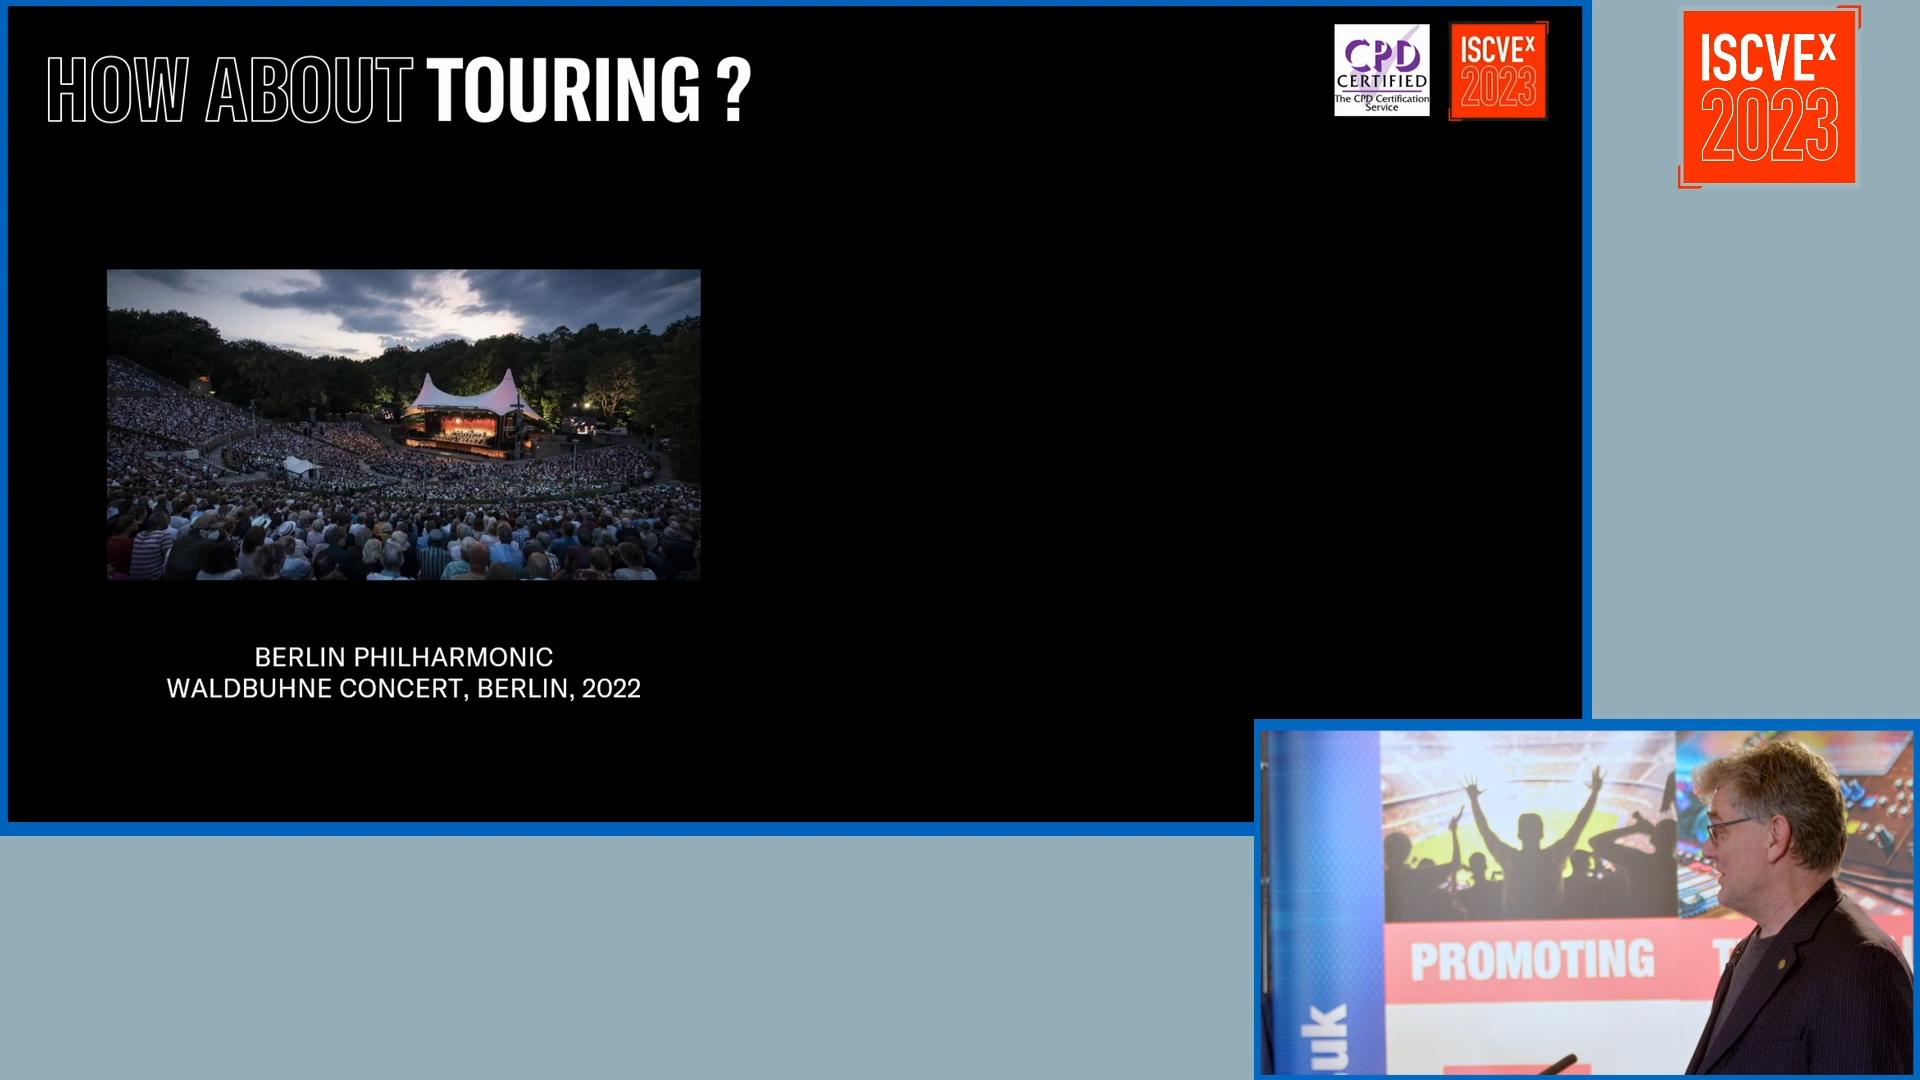 HOW ABOUT TOURING ?
CPD
CERTIFIED
The CPD Certification
Service
ISCVEx
2023
ISCVEx
2023
BERLIN PHILHARMONIC
WALDBUHNE CONCERT, BERLIN, 2022
PROMOTING
uk